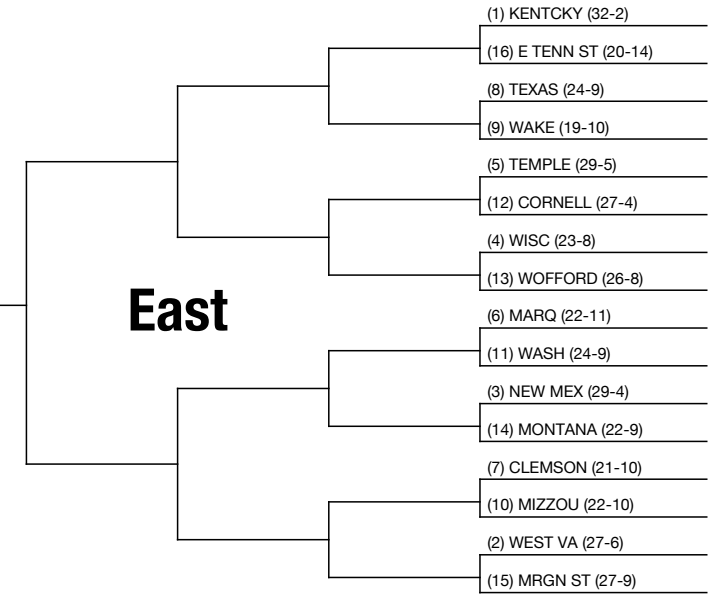 (1) KENTCKY (32-2)
(16) E TENN ST (20-14)
(8) TEXAS (24-9)
(9) WAKE (19-10)
(5) TEMPLE (29-5)
(12) CORNELL (27-4)
(4) WISC (23-8)
(13) WOFFORD (26-8)
East
(6) MARQ (22-11)
(11) WASH (24-9)
(3) NEW MEX (29-4)
(14) MONTANA (22-9)
(7) CLEMSON (21-10)
(10) MIZZOU (22-10)
(2) WEST VA (27-6)
(15) MRGN ST (27-9)